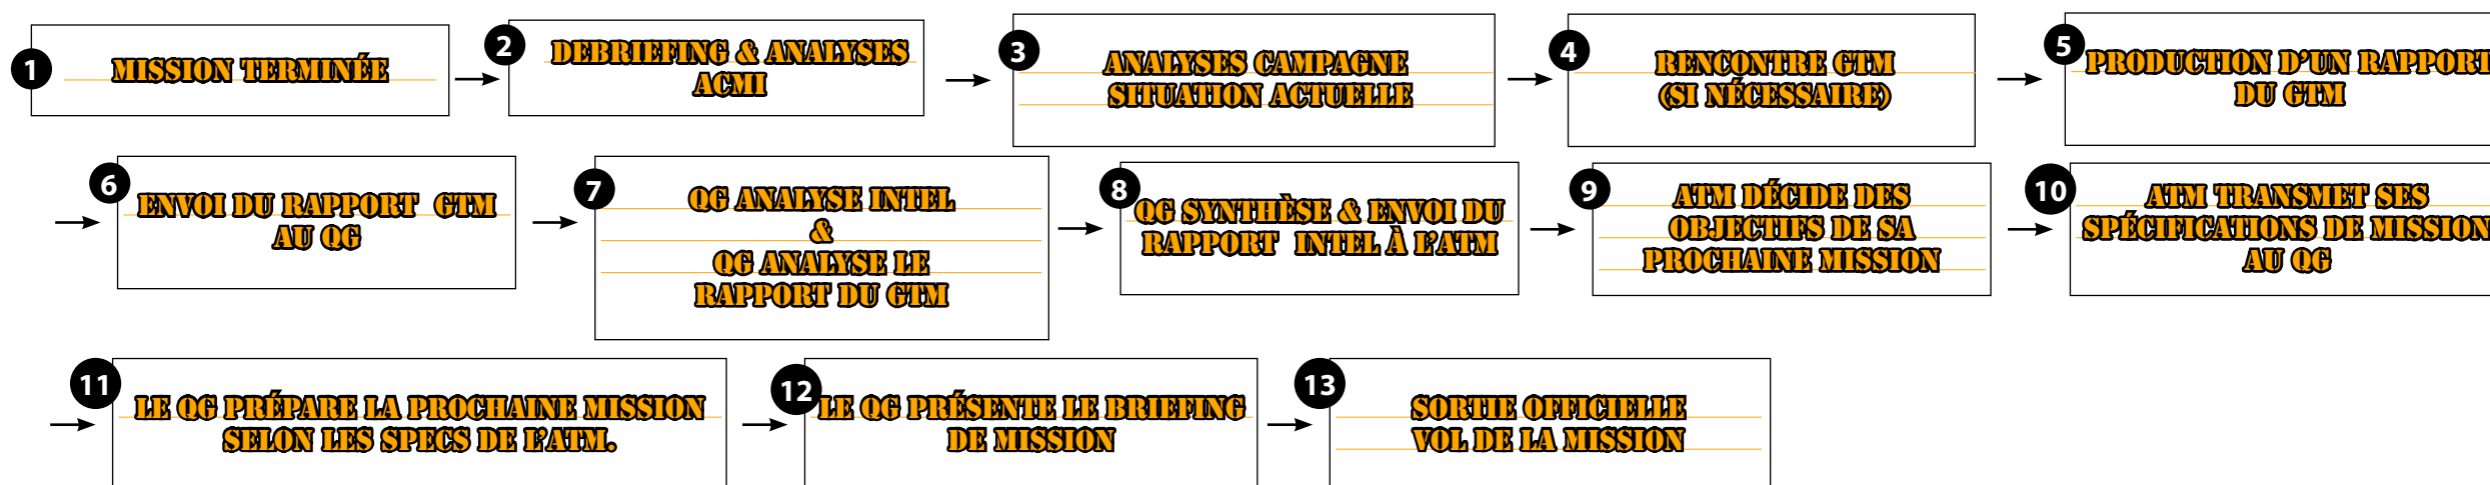 1
MISSION TERMINÉE
2
DEBRIEFING & ANALYSES
ACMI
3
ANALYSES CAMPAGNE
SITUATION ACTUELLE
4
RENCONTRE GTM
(SI NÉCESSAIRE)
5
PRODUCTION D'UN RAPPORT
DU GTM
6
ENVOI DU RAPPORT GTM
AU QG
7
QG ANALYSE INTEL
&
QG ANALYSE LE
RAPPORT DU GTM
8
QG SYNTHÈSE & ENVOI DU
RAPPORT INTEL À L'ATM
9
ATM DÉCIDE DES
OBJECTIFS DE SA
PROCHAINE MISSION
10
ATM TRANSMET SES
SPÉCIFICATIONS DE MISSION
AU QG
11
LE QG PRÉPARE LA PROCHAINE MISSION
SELON LES SPECS DE L'ATM.
12
LE QG PRÉSENTE LE BRIEFING
DE MISSION
13
SORTIE OFFICIELLE
VOL DE LA MISSION